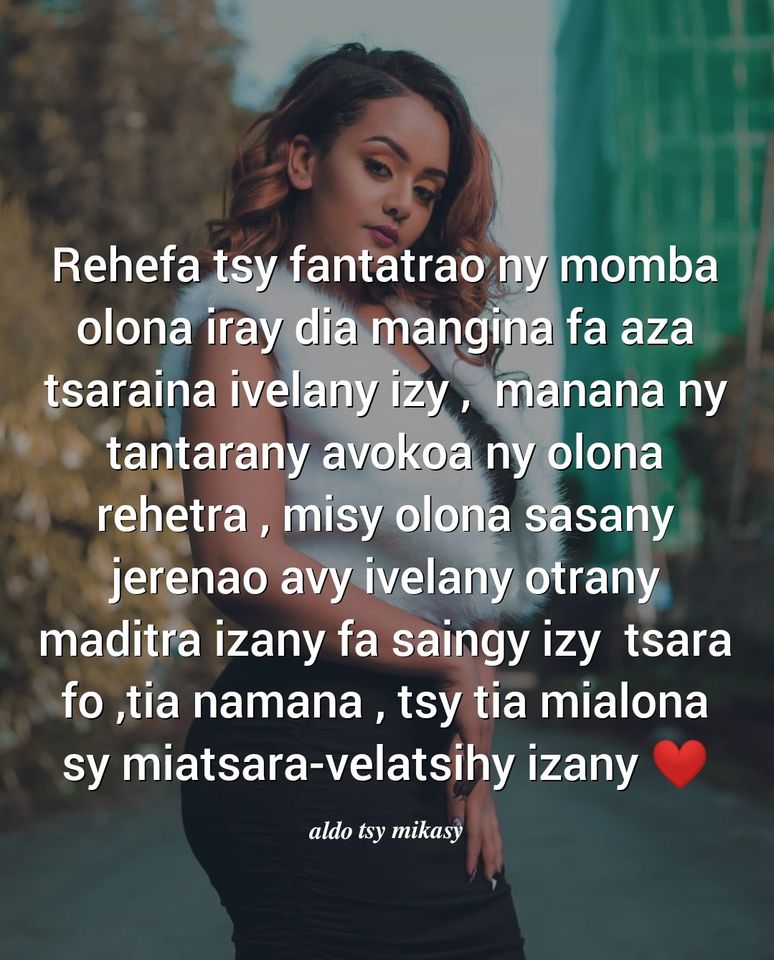 Rehefa tsy fantatrao ny momba
olona iray dia mangina fa aza
tsaraina ivelany izy , manana ny
tantarany avokoa ny olona
rehetra , misy olona sasany
jerenao avy ivelany otrany
maditra izany fa saingy izy tsara
fo ,tia namana , tsy tia mialona
sy miatsara-velatsihy izany ❤️
aldo tsy mikasy